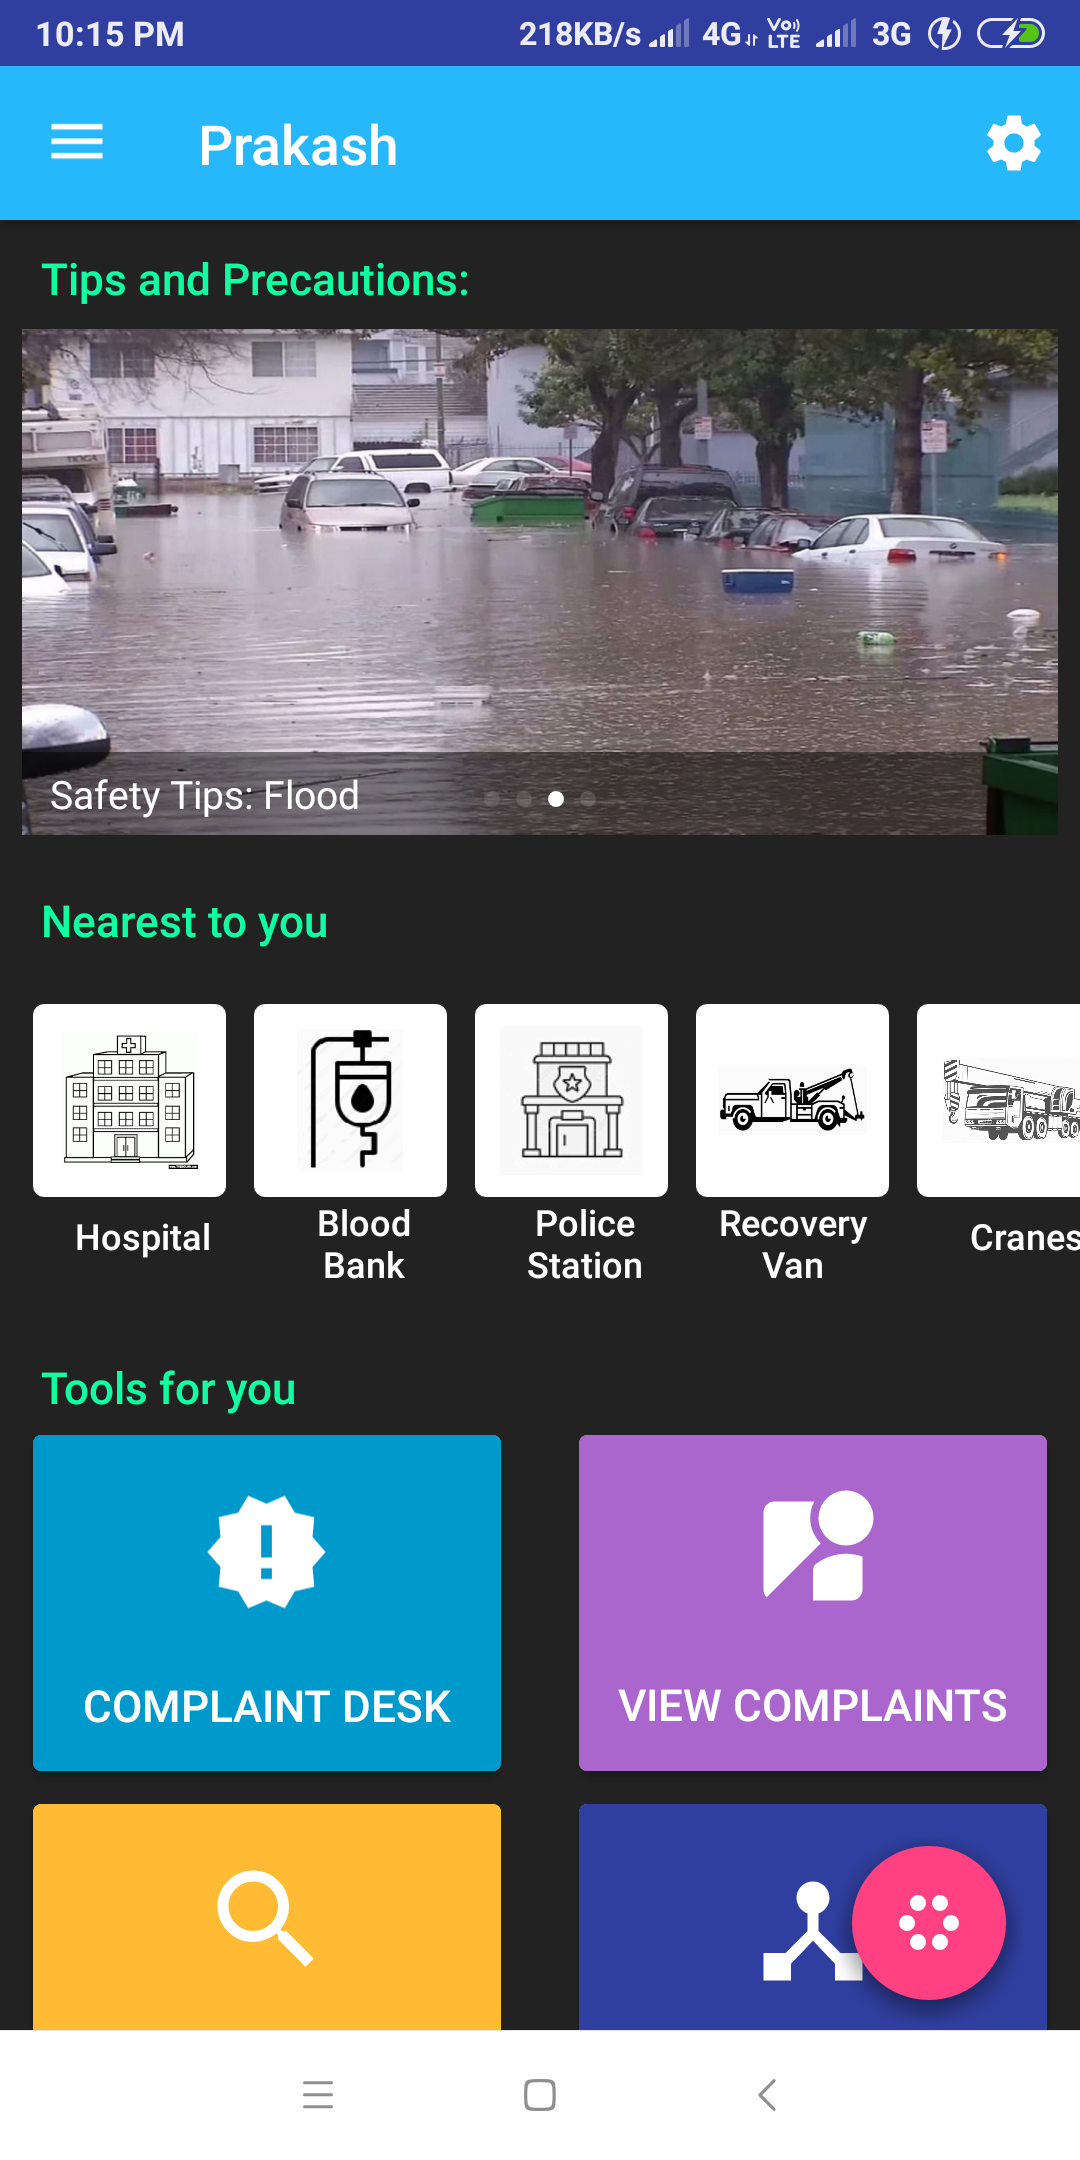 10:15 PM
218KB/s 4G Vo)) LTE 3G
Prakash
Tips and Precautions:
Safety Tips: Flood
Nearest to you
Hospital
Blood
Bank
Police
Station
Recovery
Van
Cranes
Tools for you
COMPLAINT DESK
VIEW COMPLAINTS